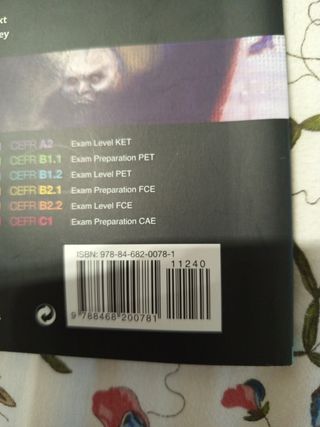 CEFR A2 Exam Level KET
CEFR B1.1 Exam Preparation PET
CEFR B1.2 Exam Level PET
CEFR B2.1 Exam Preparation FCE
CEFR B2.2 Exam Level FCE
CEFR C1 Exam Preparation CAE
ISBN: 978-84-682-0078-1
11240
9 788468 200781